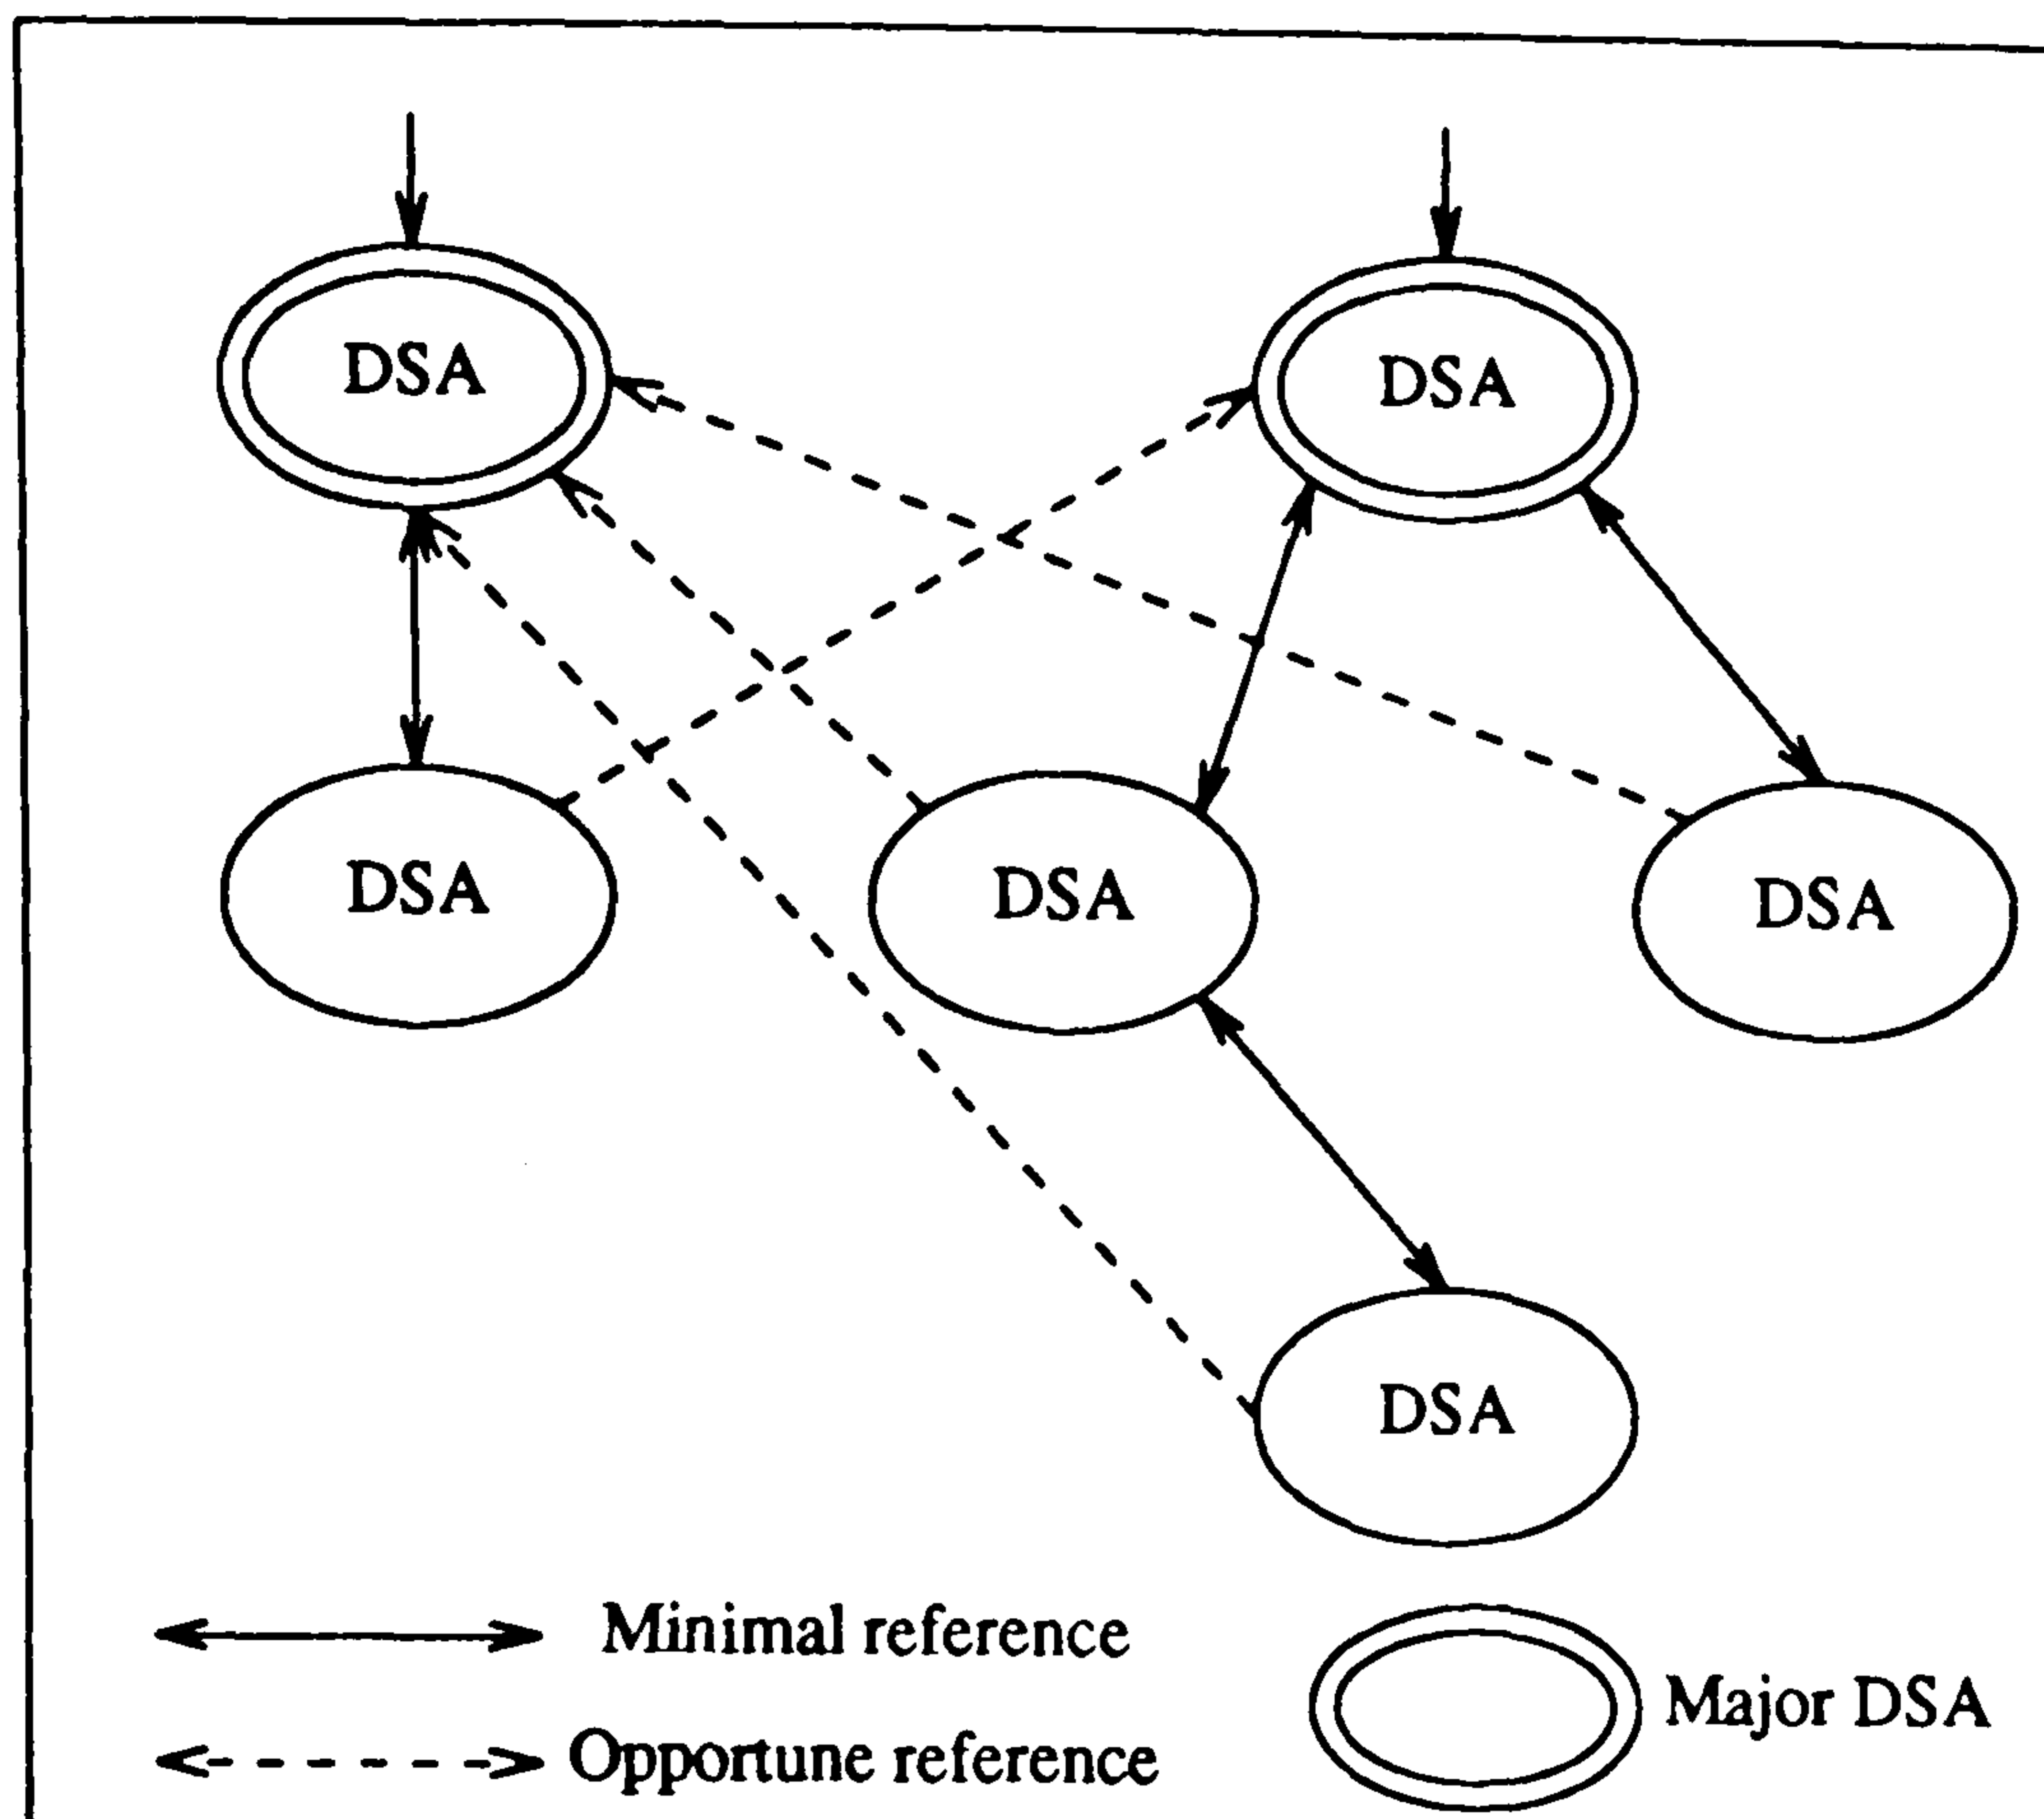 DSA
DSA
DSA
DSA
DSA
DSA
Minimal reference
Major DSA
Opportune reference